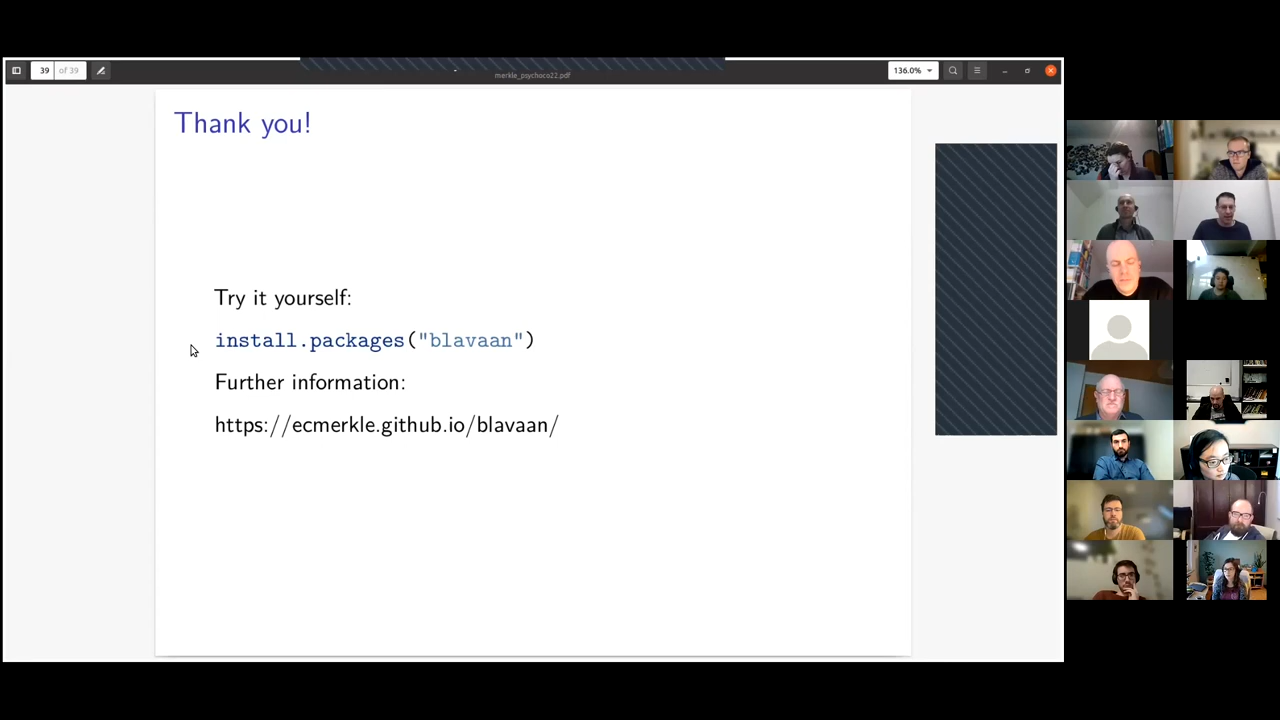 39 of 39
merkle_psychoco22.pdf
136.0%
Thank you!
Try it yourself:
install.packages("blavaan")
Further information:
https://ecmerkle.github.io/blavaan/